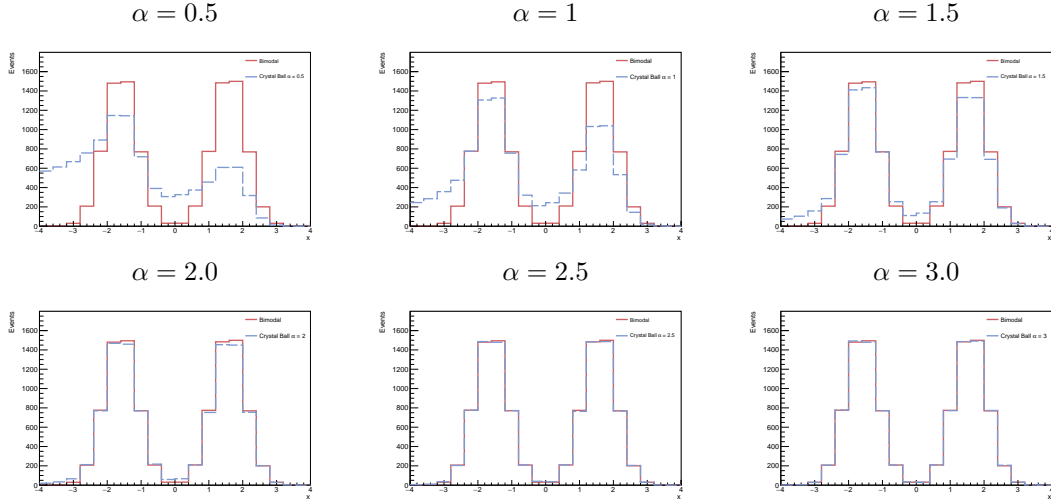 α = 0.5 α = 1 α = 1.5
Events
Bimodal
Crystal Ball α = 0.5
1600
1400
1200
1000
800
600
400
200
0
−4 −3 −2 −1 0 1 2 3 4
x
Events
Bimodal
Crystal Ball α = 1
1600
1400
1200
1000
800
600
400
200
0
−4 −3 −2 −1 0 1 2 3 4
x
Events
Bimodal
Crystal Ball α = 1.5
1600
1400
1200
1000
800
600
400
200
0
−4 −3 −2 −1 0 1 2 3 4
x
α = 2.0 α = 2.5 α = 3.0
Events
Bimodal
Crystal Ball α = 2
1600
1400
1200
1000
800
600
400
200
0
−4 −3 −2 −1 0 1 2 3 4
x
Events
Bimodal
Crystal Ball α = 2.5
1600
1400
1200
1000
800
600
400
200
0
−4 −3 −2 −1 0 1 2 3 4
x
Events
Bimodal
Crystal Ball α = 3
1600
1400
1200
1000
800
600
400
200
0
−4 −3 −2 −1 0 1 2 3 4
x